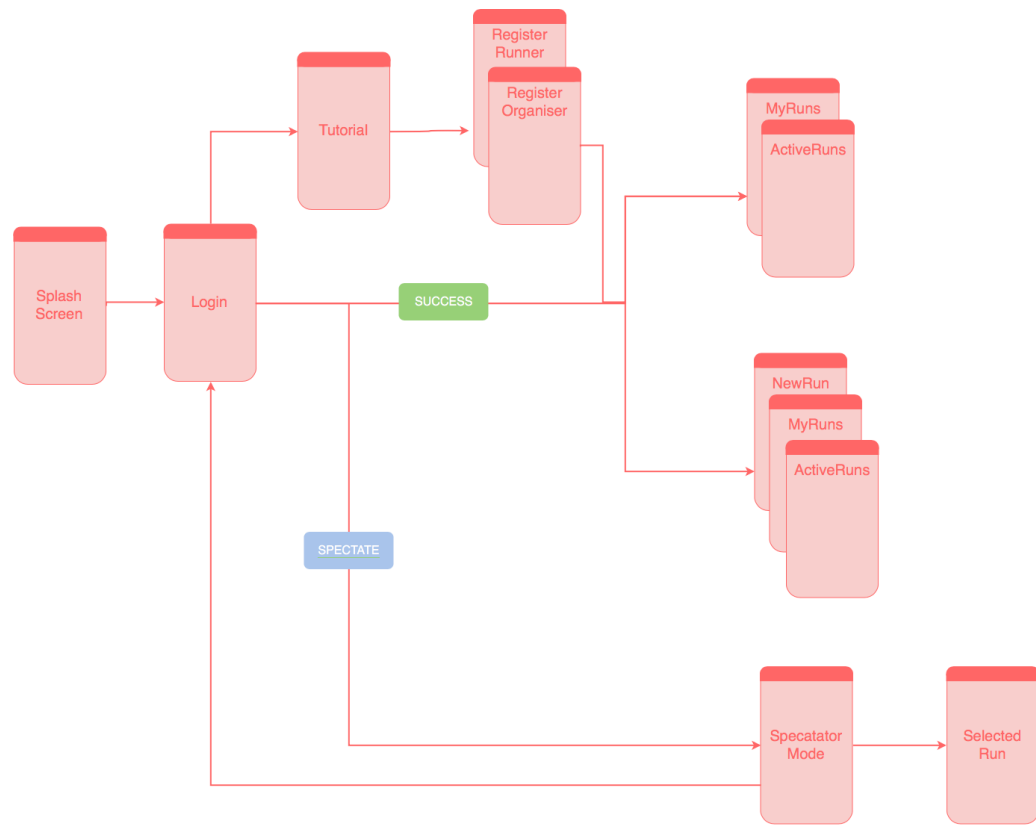 Register
Runner
Register
Organiser
Tutorial
MyRuns
ActiveRuns
Splash
Screen
Login
SUCCESS
NewRun
MyRuns
ActiveRuns
SPECTATE
Specatator
Mode
Selected
Run